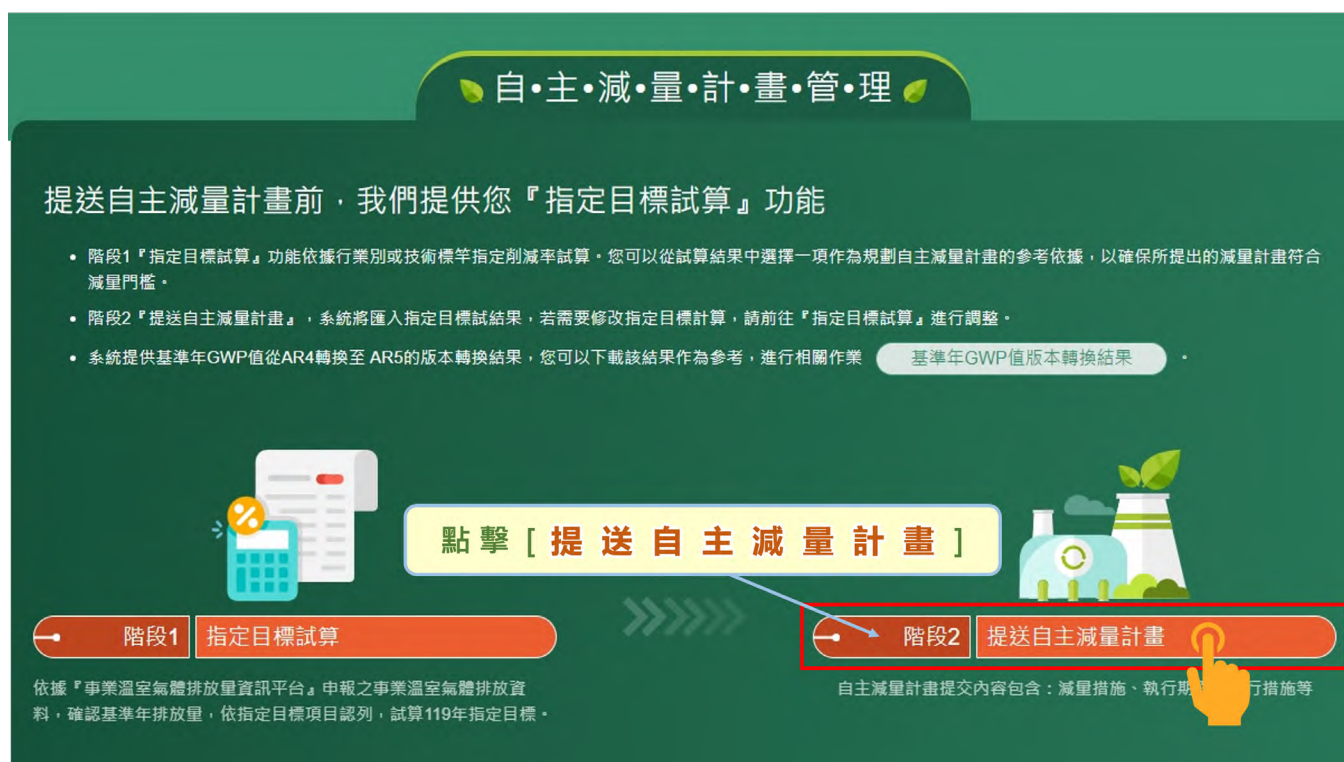 自•主•減•量•計•畫•管•理
提送自主減量計畫前，我們提供您『指定目標試算』功能
• 階段1『指定目標試算』功能依據行業別或技術標竿指定削減率試算。您可以從試算結果中選擇一項作為規劃自主減量計畫的參考依據，以確保所提出的減量計畫符合
減量門檻。
• 階段2『提送自主減量計畫』，系統將匯入指定目標試結果，若需要修改指定目標計算，請前往『指定目標試算』進行調整。
• 系統提供基準年GWP值從AR4轉換至 AR5的版本轉換結果，您可以下載該結果作為參考，進行相關作業 基準年GWP值版本轉換結果 。
點擊[提送自主減量計畫]
階段1 指定目標試算
階段2 提送自主減量計畫
依據『事業溫室氣體排放量資訊平台』申報之事業溫室氣體排放資
料，確認基準年排放量，依指定目標項目認列，試算119年指定目標。
自主減量計畫提交內容包含：減量措施、執行期 行措施等